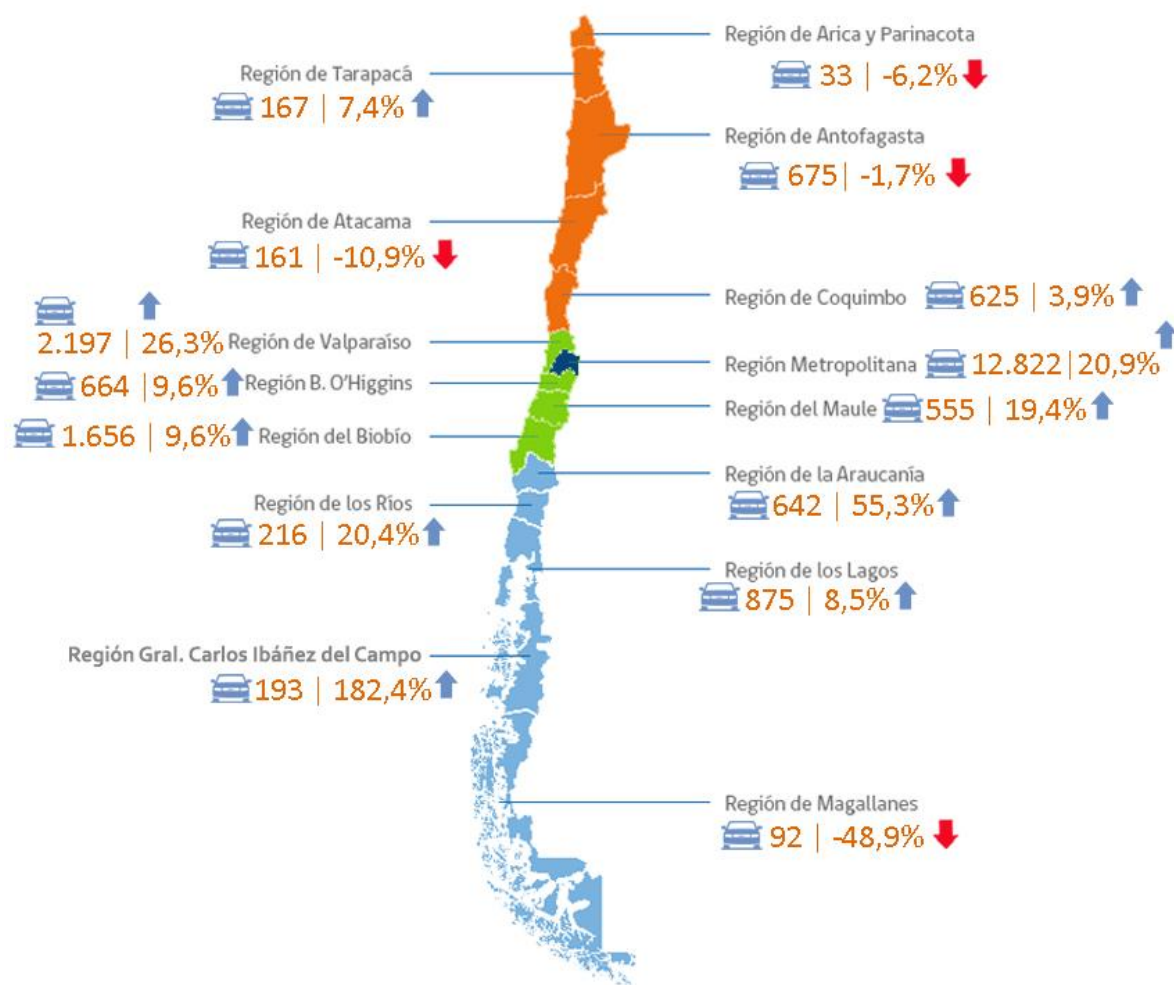 Región de Arica y Parinacota
33 | -6,2%
Región de Tarapacá
167 | 7,4%
Región de Antofagasta
675| -1,7%
Región de Atacama
161 | -10,9%
Región de Coquimbo 625 | 3,9%
2.197 | 26,3% Región de Valparaíso
Región Metropolitana 12.822|20,9%
664 |9,6% Región B. O'Higgins
Región del Maule 555 | 19,4%
1.656 | 9,6% Región del Biobío
Región de la Araucanía
642 | 55,3%
Región de los Ríos
216 | 20,4%
Región de los Lagos
875 | 8,5%
Región Gral. Carlos Ibáñez del Campo
193 | 182,4%
Región de Magallanes
92 | -48,9%